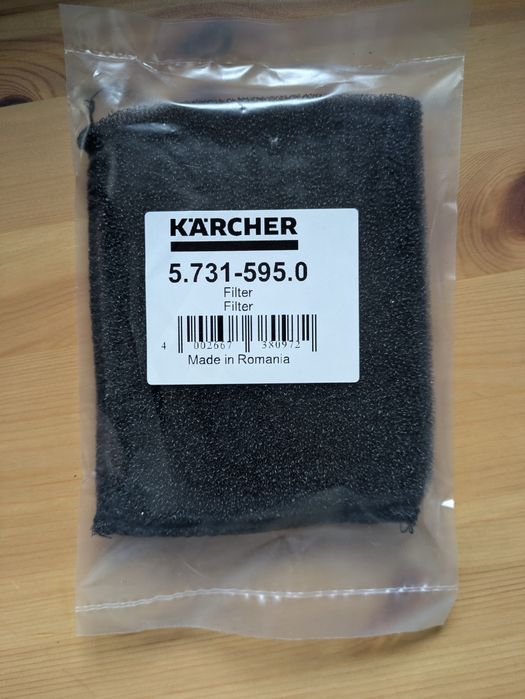 KÄRCHER
5.731-595.0
Filter
Filter
4 002667 380972
Made in Romania